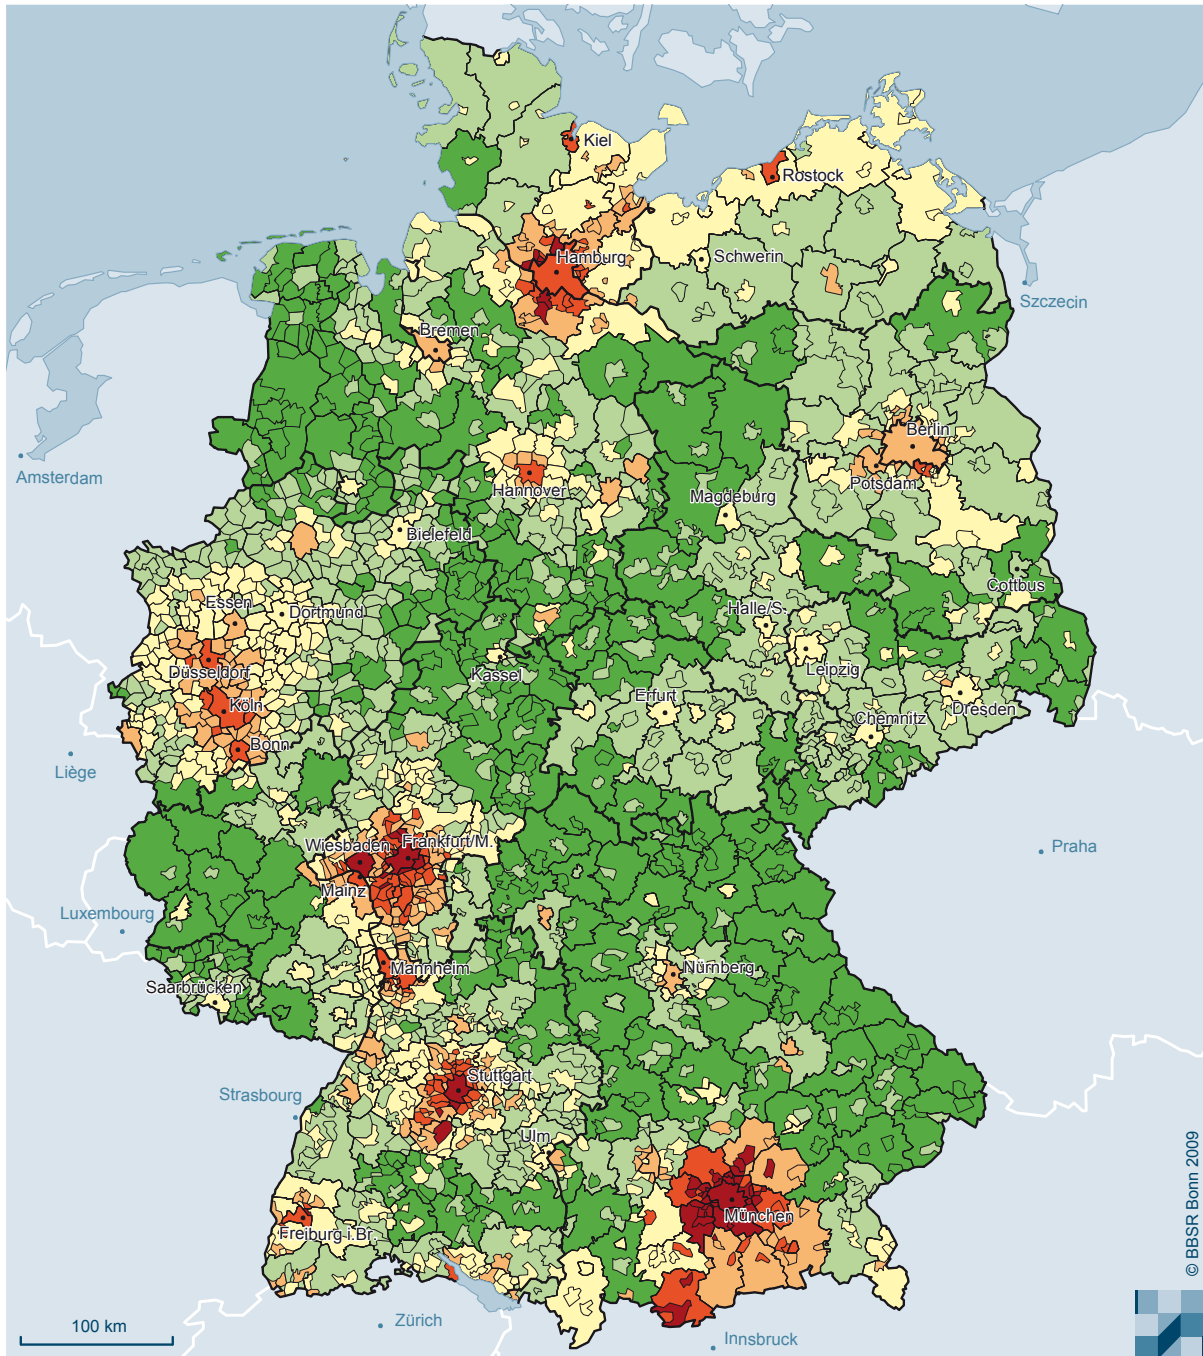 Kiel
Rostock
Hamburg
Schwerin
Szczecin
Bremen
Berlin
Amsterdam
Hannover
Potsdam
Magdeburg
Bielefeld
Cottbus
Essen
Dortmund
Halle/S.
Düsseldorf
Kassel
Leipzig
Köln
Erfurt
Dresden
Chemnitz
Bonn
Liège
Wiesbaden
Frankfurt/M.
Praha
Mainz
Luxembourg
Mannheim
Nürnberg
Saarbrücken
Stuttgart
Strasbourg
Ulm
München
Freiburg i.Br.
© BBSR Bonn 2009
100 km
Zürich
Innsbruck